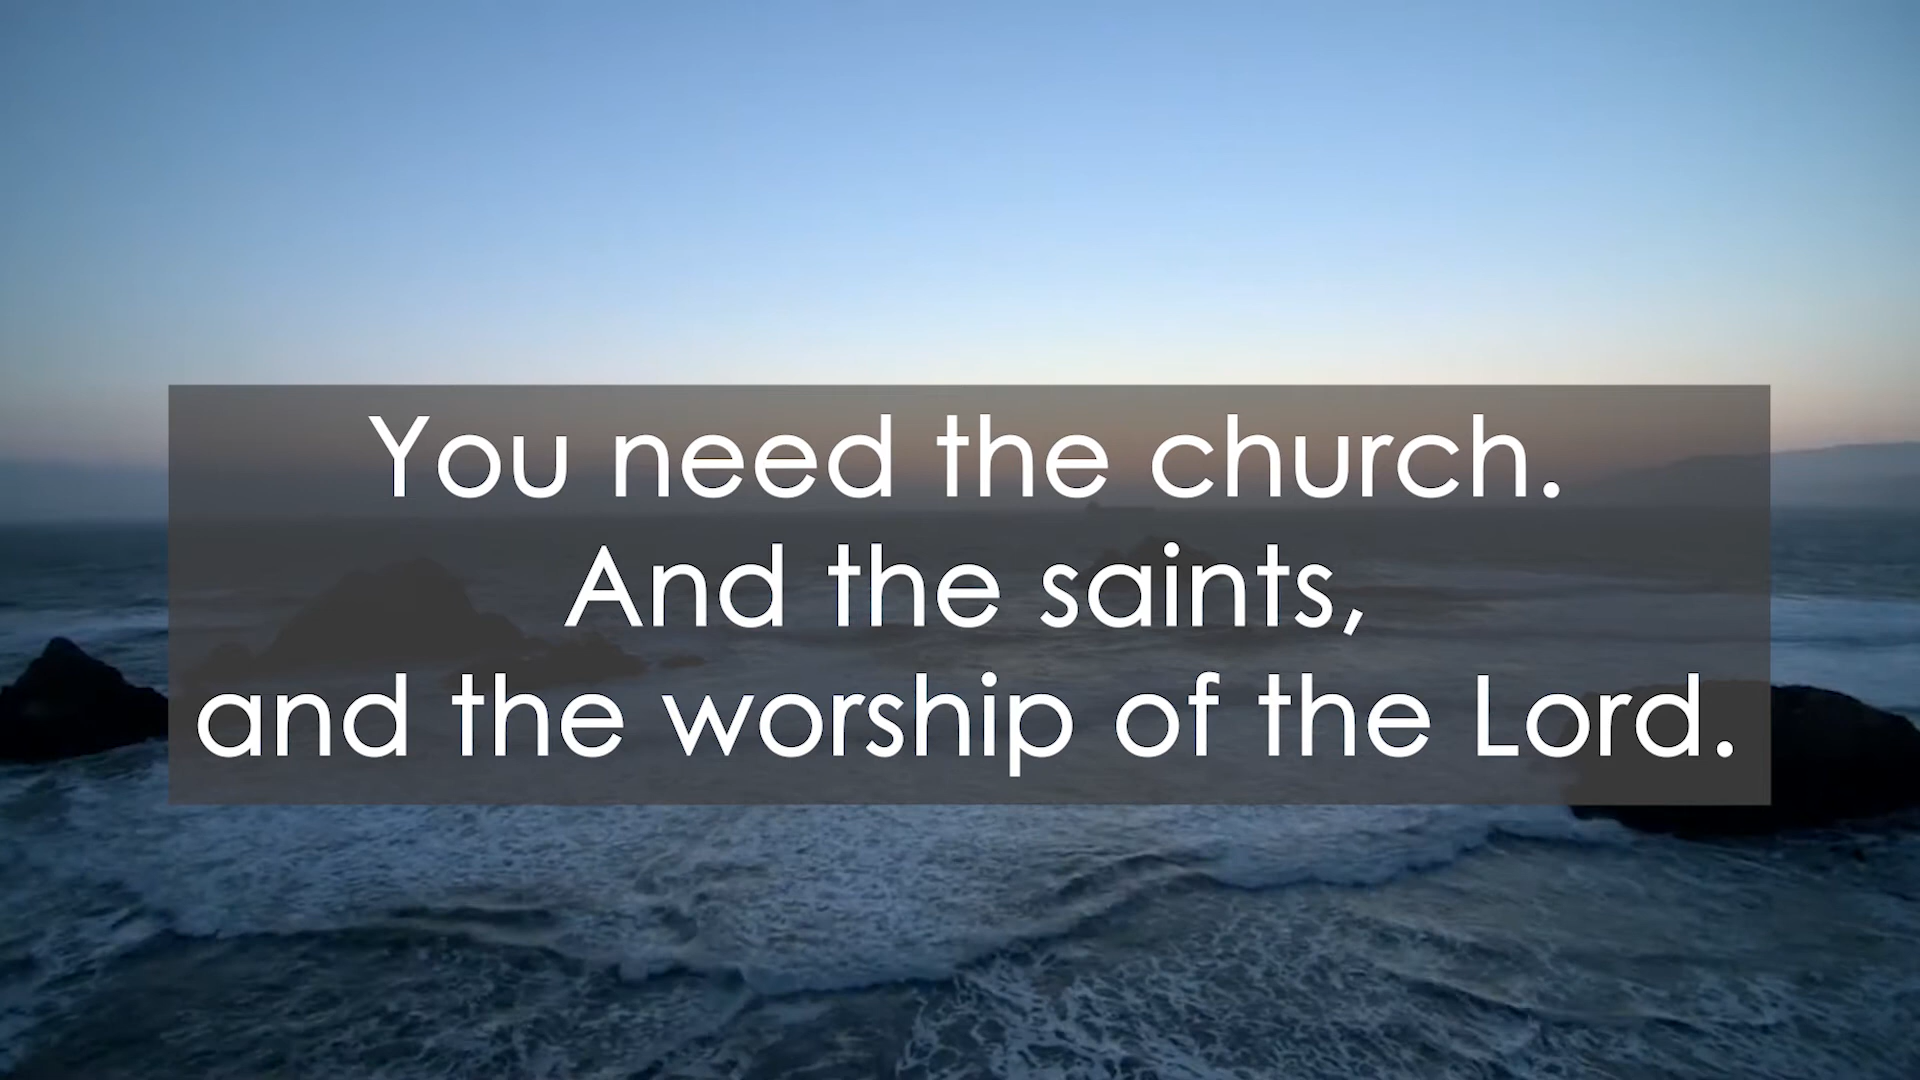 You need the church.
And the saints,
and the worship of the Lord.